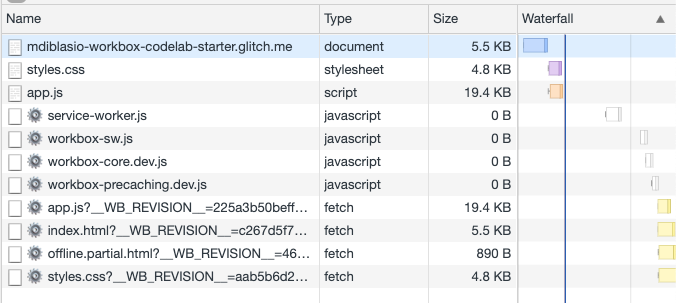 Name Type Size Waterfall ▲
mdiblasio-workbox-codelab-starter.glitch.me document 5.5 KB
styles.css stylesheet 4.8 KB
app.js script 19.4 KB
service-worker.js javascript 0 B
workbox-sw.js javascript 0 B
workbox-core.dev.js javascript 0 B
workbox-precaching.dev.js javascript 0 B
app.js?__WB_REVISION__=225a3b50beff... fetch 19.4 KB
index.html?__WB_REVISION__=c267d5f7... fetch 5.5 KB
offline.partial.html?__WB_REVISION__=46... fetch 890 B
styles.css?__WB_REVISION__=aab5b6d2... fetch 4.8 KB